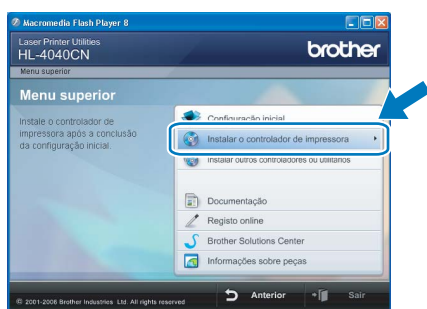 Macromedia Flash Player 8
Laser Printer Utilities
HL-4040CN
brother
Menu superior
Menu superior
Instale o controlador de
impressora após a conclusão
da configuração inicial.
Configuração inicial
Instalar o controlador de impressora
Instalar outros controladores ou utilitários
Documentação
Registo online
Brother Solutions Center
Informações sobre peças
© 2001-2006 Brother Industries Ltd. All rights reserved
Anterior
Sair